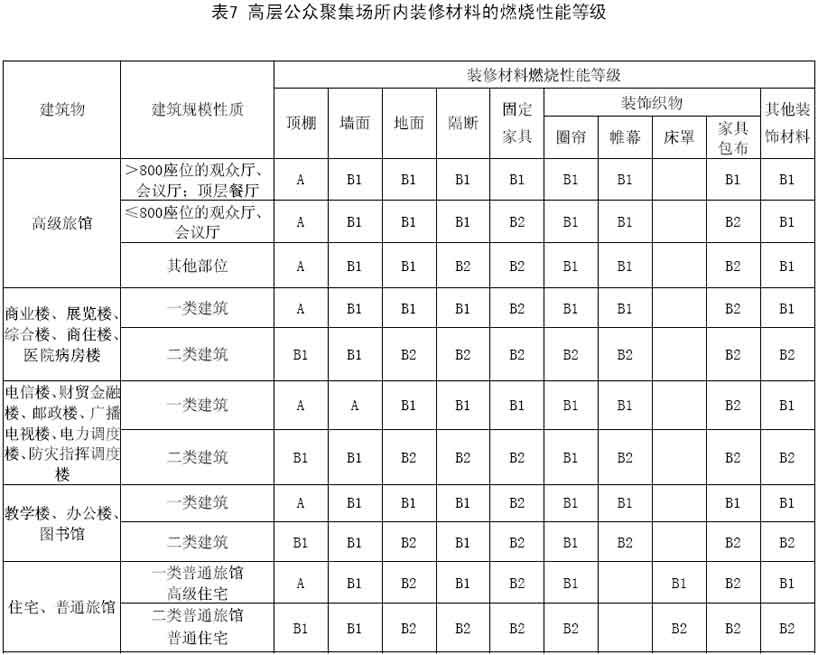 表7 高层公众聚集场所内装修材料的燃烧性能等级
建筑物 建筑规模性质 装修材料燃烧性能等级
顶棚 墙面 地面 隔断 固定家具 装饰织物 其他装饰材料
窗帘 帷幕 床罩 家具包布
高级旅馆
>800座位的观众厅、
会议厅；顶层餐厅 A B1 B1 B1 B1 B1 B1 B1 B1
≤800座位的观众厅、
会议厅 A B1 B1 B1 B2 B1 B1 B2 B1
其他部位 A B1 B1 B2 B2 B1 B1 B2 B1
商业楼、展览楼、
综合楼、商住楼、
医院病房楼
一类建筑 A B1 B1 B1 B2 B1 B1 B2 B1
二类建筑 B1 B1 B2 B2 B2 B2 B2 B2 B2
电信楼、财贸金融
楼、邮政楼、广播
电视楼、电力调度
楼、防灾指挥调度
楼
一类建筑 A A B1 B1 B1 B1 B1 B2 B1
二类建筑 B1 B1 B2 B2 B2 B1 B2 B2 B2
教学楼、办公楼、
图书馆
一类建筑 A B1 B1 B1 B2 B1 B1 B1 B1
二类建筑 B1 B1 B2 B1 B2 B1 B2 B2 B2
住宅、普通旅馆
一类普通旅馆
高级住宅 A B1 B2 B1 B2 B1 B1 B2 B1
二类普通旅馆
普通住宅 B1 B1 B2 B2 B2 B2 B2 B2 B2